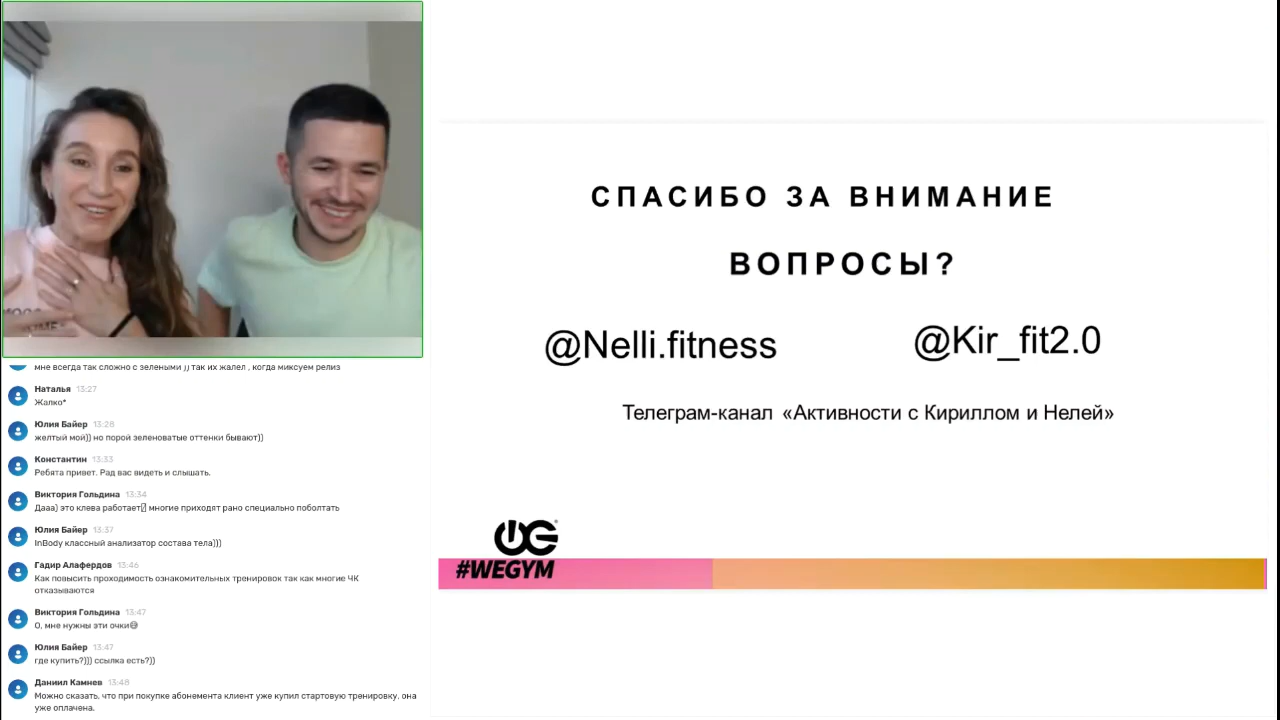 СПАСИБО ЗА ВНИМАНИЕ
ВОПРОСЫ?
@Nelli.fitness
@Kir_fit2.0
Телеграм-канал «Активности с Кириллом и Нелей»
WG
#WEGYM
мне всегда так сложно с зелеными )) так их жалел , когда миксуем релиз
Наталья 13:27
Жалко*
Юлия Байер 13:28
желтый мой)) но порой зеленоватые оттенки бывают))
Константин 13:33
Ребята привет. Рад вас видеть и слышать.
Виктория Гольдина 13:34
Дааа) это клева работает многие приходят рано специально поболтать
Юлия Байер 13:37
InBody классный анализатор состава тела)))
Гадир Алафердов 13:46
Как повысить проходимость ознакомительных тренировок так как многие ЧК
отказываются
Виктория Гольдина 13:47
О, мне нужны эти очки😅
Юлия Байер 13:47
где купить?))) ссылка есть?))
Даниил Камнев 13:48
Можно сказать, что при покупке абонемента клиент уже купил стартовую тренировку, она
уже оплачена.